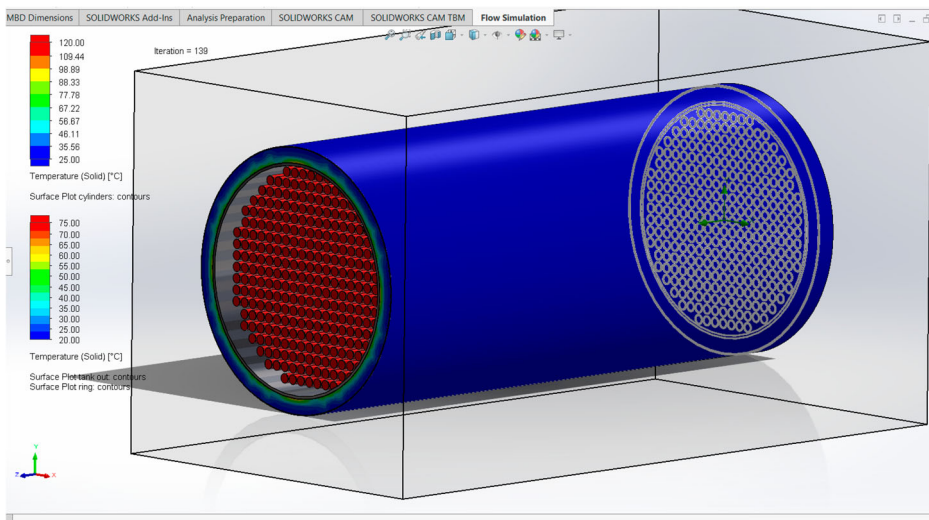 MBD Dimensions SOLIDWORKS Add-Ins Analysis Preparation SOLIDWORKS CAM SOLIDWORKS CAM TBM Flow Simulation
Iteration = 139
120.00
109.44
98.89
88.33
77.78
67.22
56.67
46.11
35.56
25.00
Temperature (Solid) [°C]
Surface Plot cylinders: contours
75.00
70.00
65.00
60.00
55.00
50.00
45.00
40.00
35.00
30.00
25.00
20.00
Temperature (Solid) [°C]
Surface Plot tank out: contours
Surface Plot ring: contours
Y
Z
X